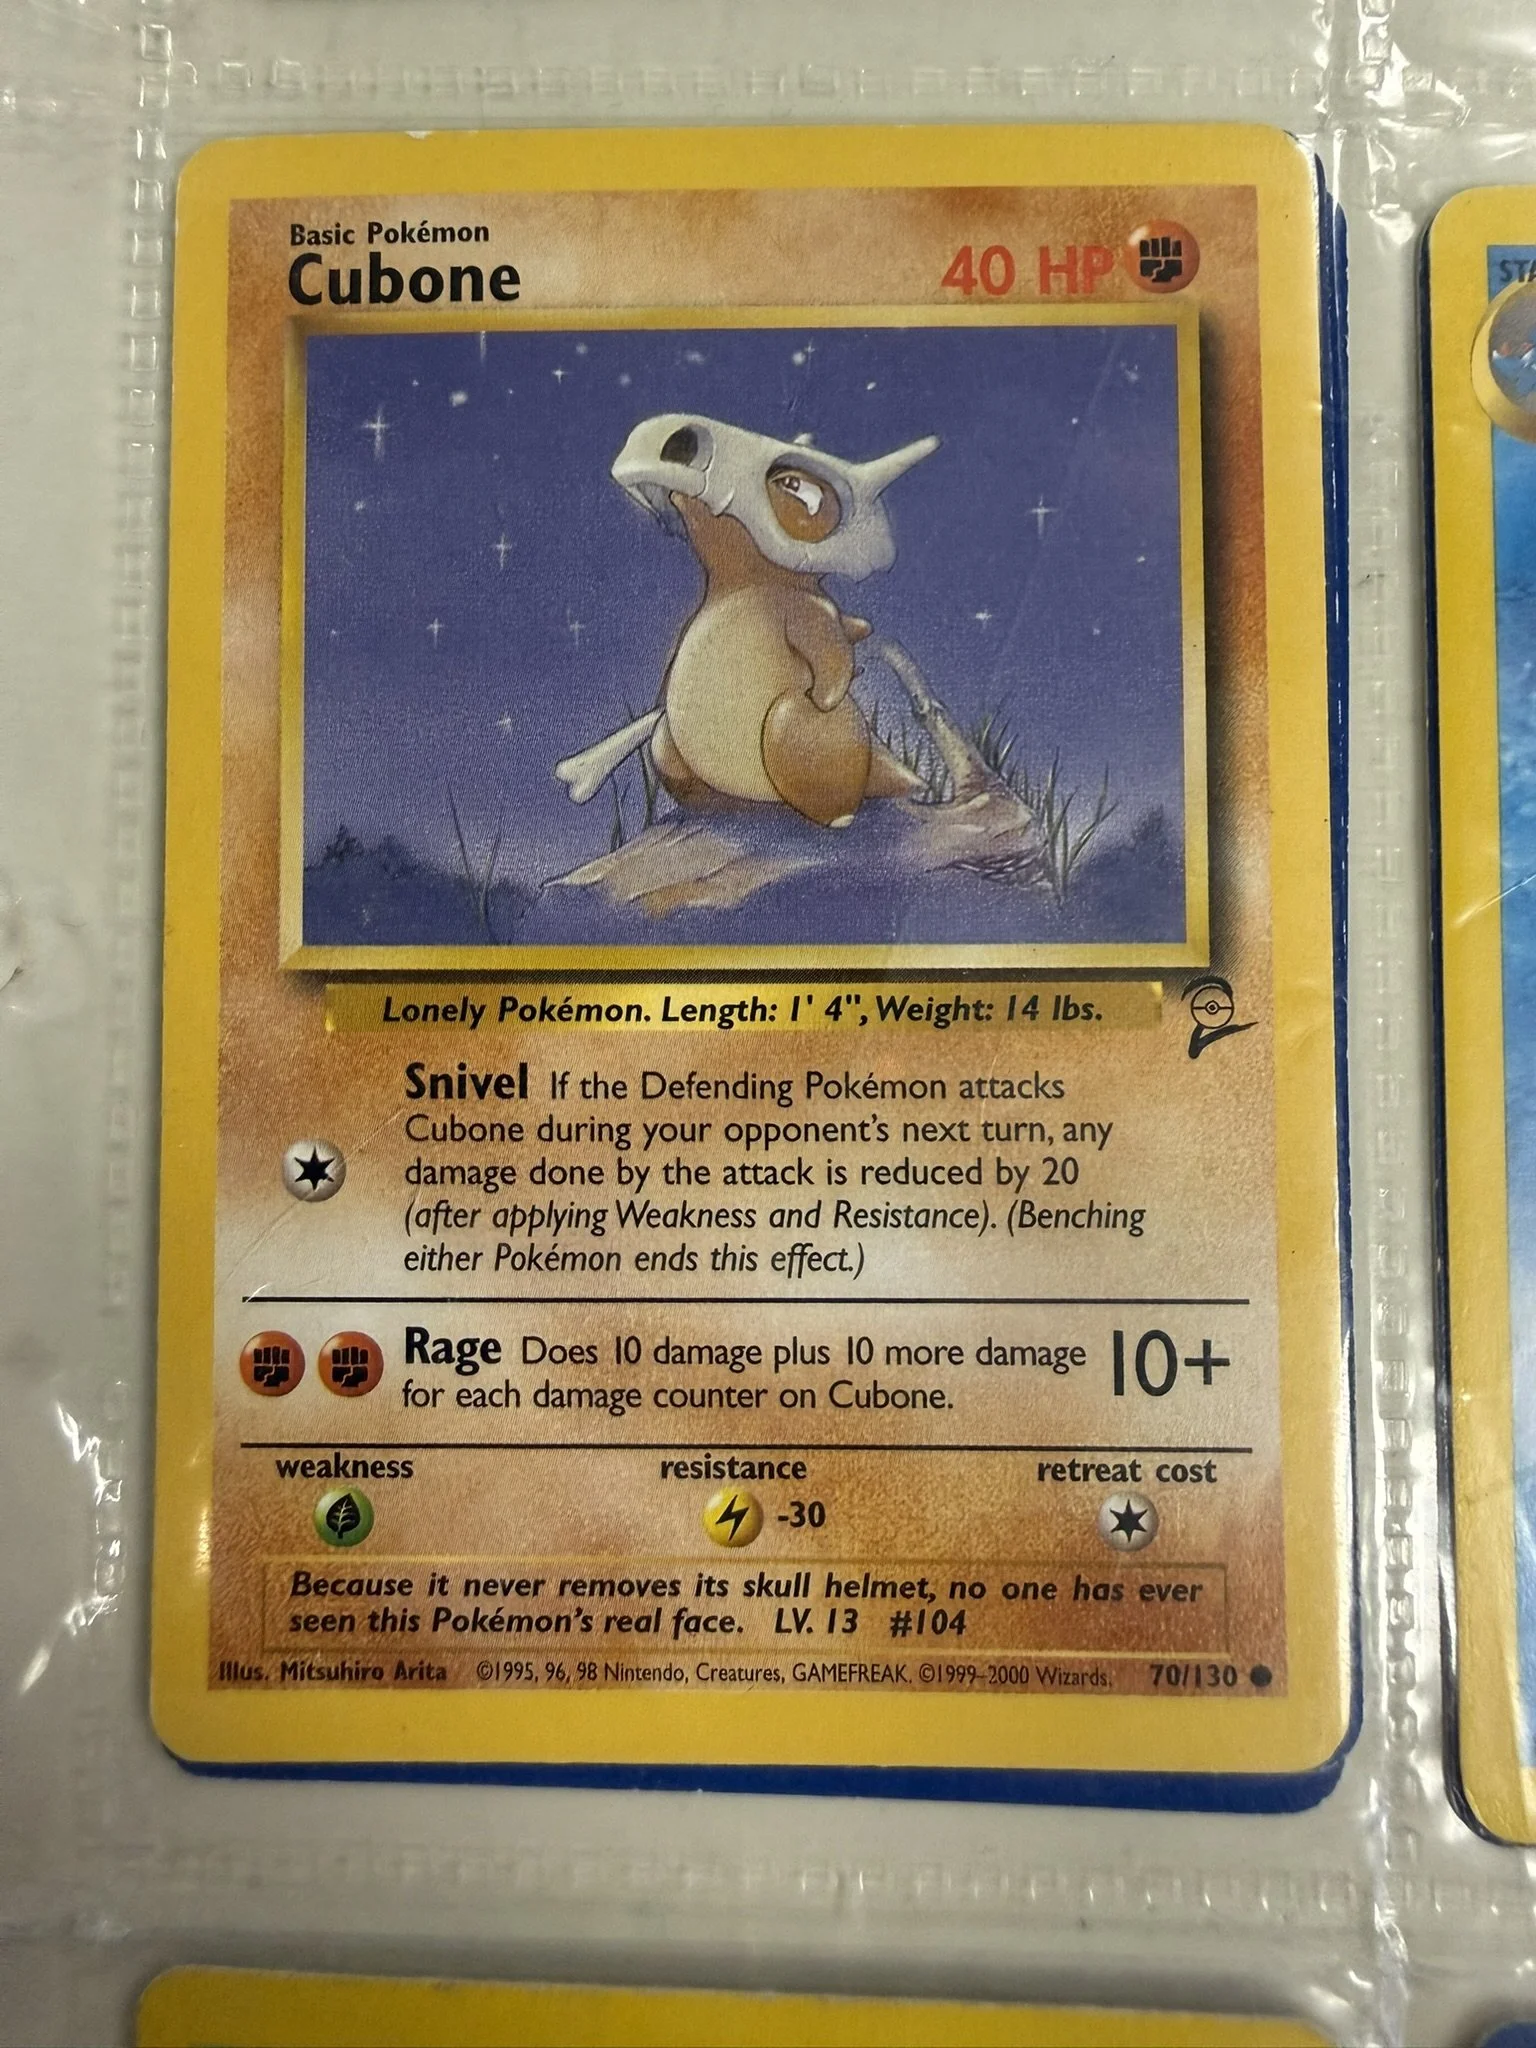 Basic Pokémon
Cubone
40 HP
Lonely Pokémon. Length: 1' 4", Weight: 14 lbs.
Snivel If the Defending Pokémon attacks
Cubone during your opponent's next turn, any
damage done by the attack is reduced by 20
(after applying Weakness and Resistance). (Benching
either Pokémon ends this effect.)
Rage Does 10 damage plus 10 more damage
for each damage counter on Cubone.
10+
weakness
resistance
retreat cost
-30
Because it never removes its skull helmet, no one has ever
seen this Pokémon's real face. LV. 13 #104
Illus. Mitsuhiro Arita ©1995, 96, 98 Nintendo, Creatures, GAMEFREAK. ©1999-2000 Wizards. 70/130